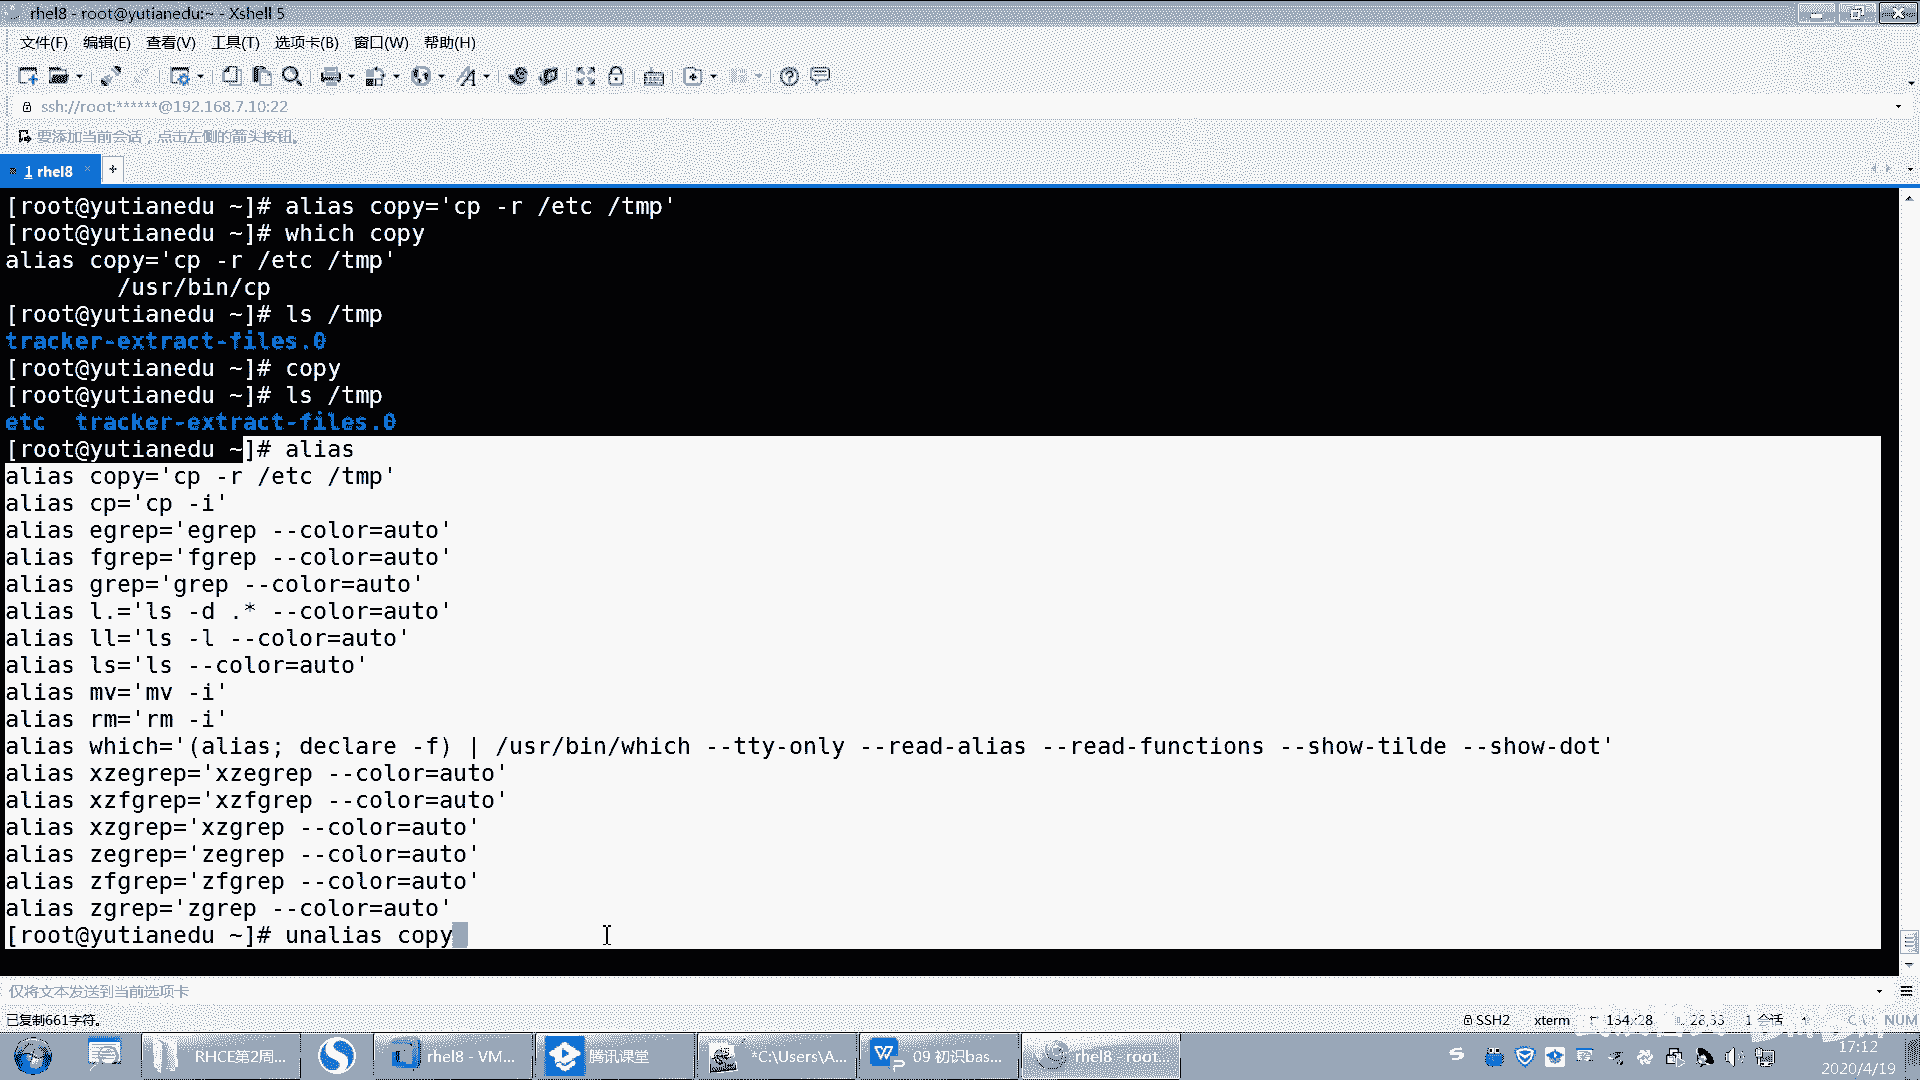 rhel8 - root@yutianedu:~ - Xshell 5
文件(F) 编辑(E) 查看(V) 工具(T) 选项卡(B) 窗口(W) 帮助(H)
ssh://root:******@192.168.7.10:22
要添加当前会话，点击左侧的箭头按钮。
1 rhel8
[root@yutianedu ~]# alias copy='cp -r /etc /tmp'
[root@yutianedu ~]# which copy
alias copy='cp -r /etc /tmp'
/usr/bin/cp
[root@yutianedu ~]# ls /tmp
tracker-extract-files.0
[root@yutianedu ~]# copy
[root@yutianedu ~]# ls /tmp
etc tracker-extract-files.0
[root@yutianedu ~]# alias
alias copy='cp -r /etc /tmp'
alias cp='cp -i'
alias egrep='egrep --color=auto'
alias fgrep='fgrep --color=auto'
alias grep='grep --color=auto'
alias l.='ls -d .* --color=auto'
alias ll='ls -l --color=auto'
alias ls='ls --color=auto'
alias mv='mv -i'
alias rm='rm -i'
alias which='(alias; declare -f) | /usr/bin/which --tty-only --read-alias --read-functions --show-tilde --show-dot'
alias xzegrep='xzegrep --color=auto'
alias xzfgrep='xzfgrep --color=auto'
alias xzgrep='xzgrep --color=auto'
alias zegrep='zegrep --color=auto'
alias zfgrep='zfgrep --color=auto'
alias zgrep='zgrep --color=auto'
[root@yutianedu ~]# unalias copy
仅将文本发送到当前选项卡
已复制661字符。
SSH2 xterm 134x28 1 会话 NUM
RHCE第2周... rhel8 - VM... 腾讯课堂 *C:\Users\A... 09 初识bas... rhel8 - root...
17:12
2020/4/19